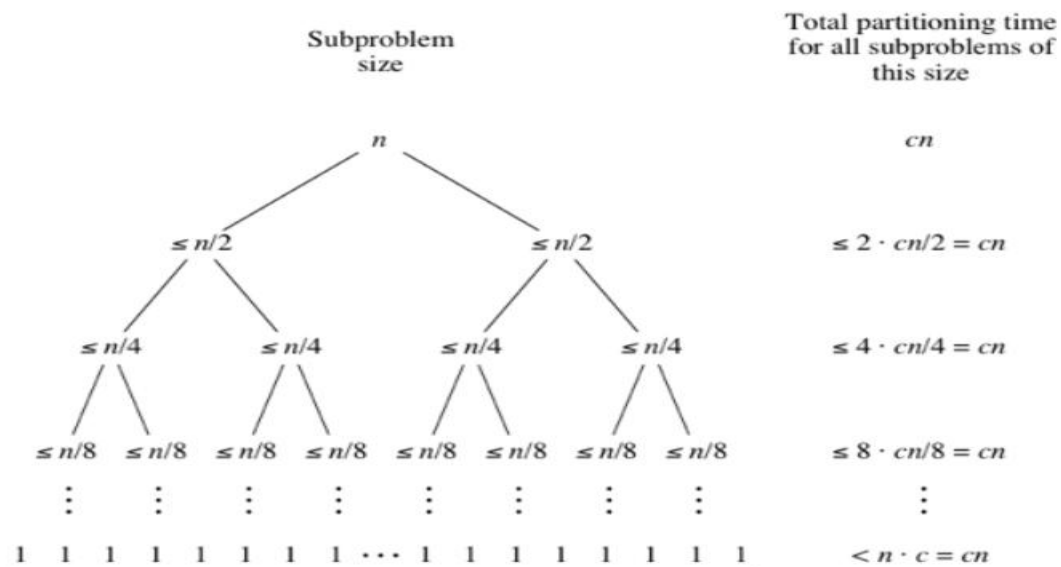 Subproblem
size
Total partitioning time
for all subproblems of
this size
n cn
≤ n/2 ≤ n/2 ≤ 2 · cn/2 = cn
≤ n/4 ≤ n/4 ≤ n/4 ≤ n/4 ≤ 4 · cn/4 = cn
≤ n/8 ≤ n/8 ≤ n/8 ≤ n/8 ≤ n/8 ≤ n/8 ≤ n/8 ≤ n/8 ≤ 8 · cn/8 = cn
⋮ ⋮ ⋮ ⋮ ⋮ ⋮ ⋮ ⋮ ⋮
1 1 1 1 1 1 1 1 ··· 1 1 1 1 1 1 1 1 < n · c = cn